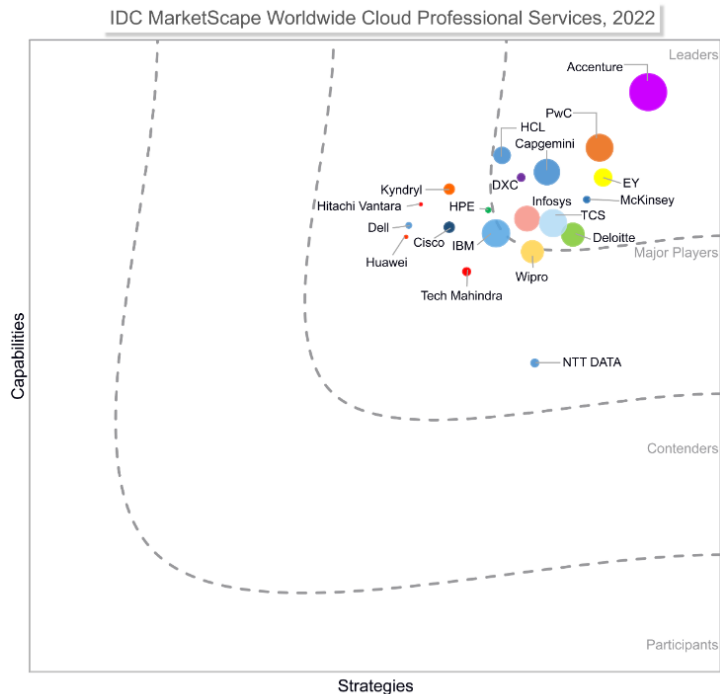 IDC MarketScape Worldwide Cloud Professional Services, 2022
Leaders
Accenture
PwC
HCL
Capgemini
DXC
EY
Kyndryl
McKinsey
Hitachi Vantara
HPE
Infosys
TCS
Dell
Cisco
IBM
Deloitte
Huawei
Major Players
Wipro
Tech Mahindra
NTT DATA
Capabilities
Contenders
Participants
Strategies